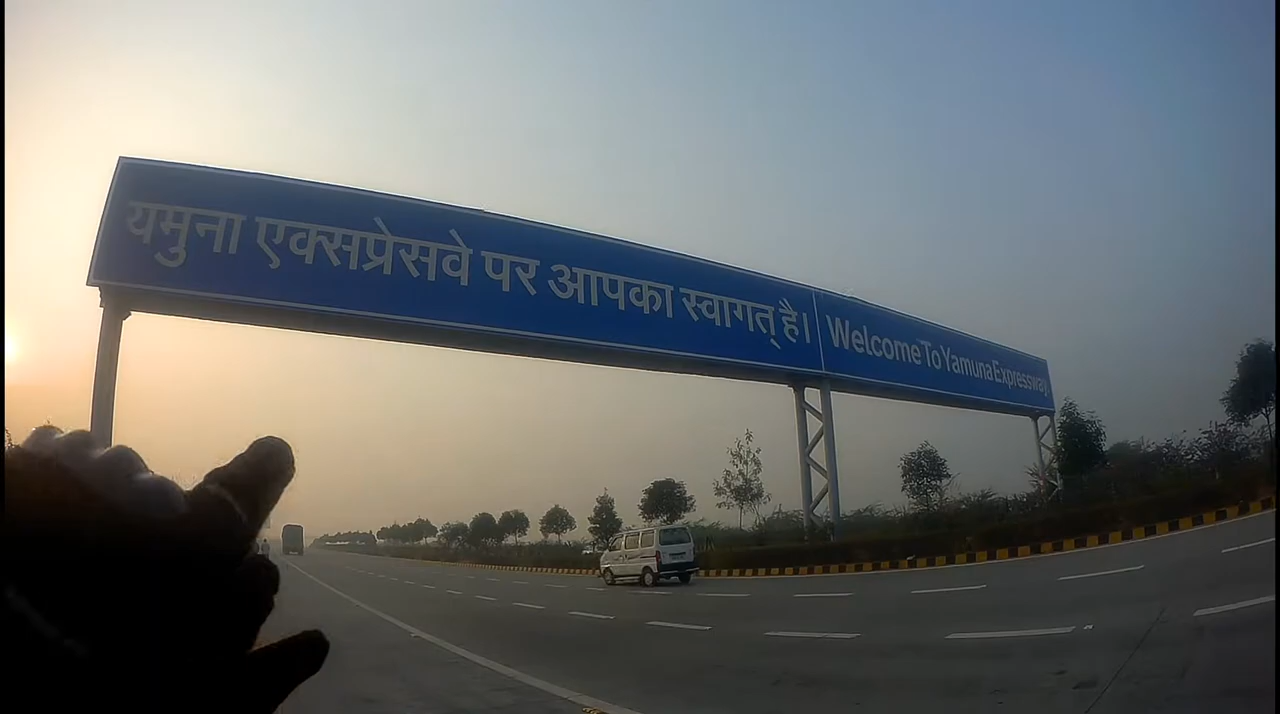 यमुना एक्सप्रेसवे पर आपका स्वागत् है।
Welcome To Yamuna Expressway.